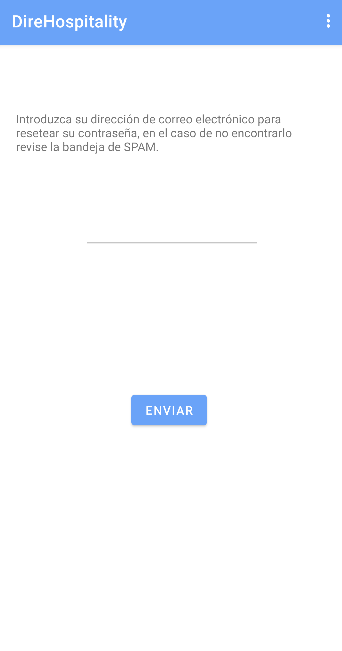 DireHospitality
Introduzca su dirección de correo electrónico para
resetear su contraseña, en el caso de no encontrarlo
revise la bandeja de SPAM.
ENVIAR